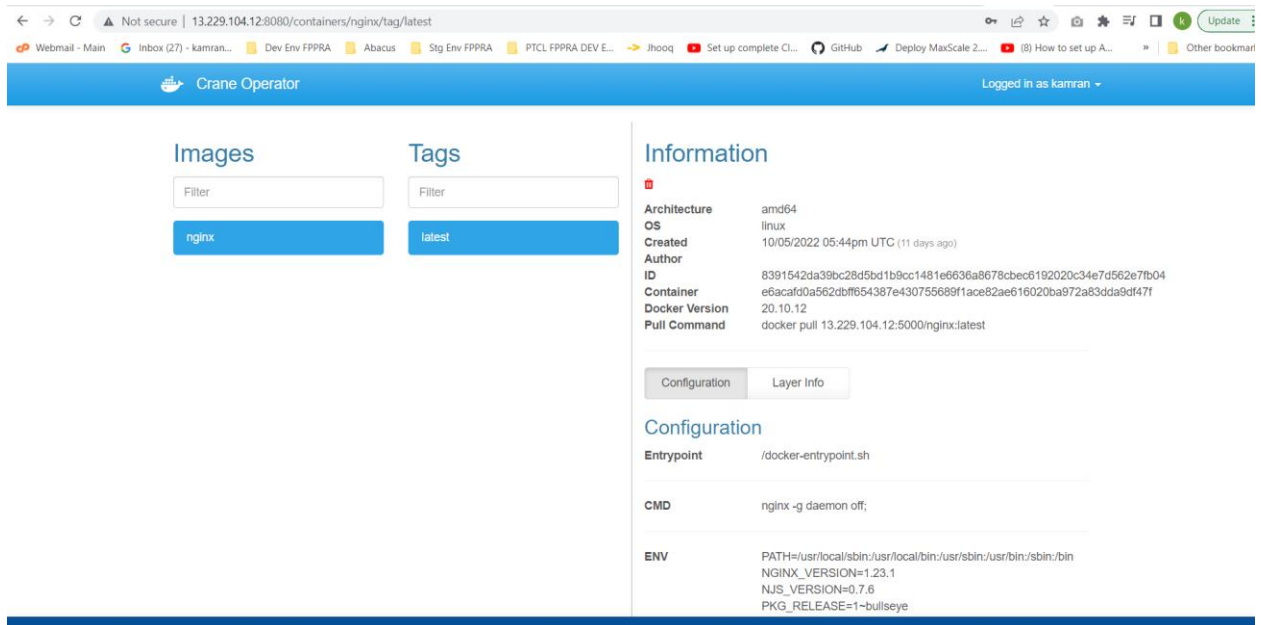 Not secure | 13.229.104.12:8080/containers/nginx/tag/latest
k Update
cP Webmail - Main G Inbox (27) - kamran... Dev Env FPPRA Abacus Stg Env FPPRA PTCL FPPRA DEV E... Jhooq Set up complete Cl... GitHub Deploy MaxScale 2.... (8) How to set up A... » Other bookmar
Crane Operator Logged in as kamran
Images Tags Information
Filter Filter
nginx latest
Architecture amd64
OS linux
Created 10/05/2022 05:44pm UTC (11 days ago)
Author
ID 8391542da39bc28d5bd1b9cc1481e6636a8678cbec6192020c34e7d562e7fb04
Container e6acafd0a562dbff654387e430755689f1ace82ae616020ba972a83dda9df47f
Docker Version 20.10.12
Pull Command docker pull 13.229.104.12:5000/nginx:latest
Configuration Layer Info
Configuration
Entrypoint /docker-entrypoint.sh
CMD nginx -g daemon off;
ENV PATH=/usr/local/sbin:/usr/local/bin:/usr/sbin:/usr/bin:/sbin:/bin
NGINX_VERSION=1.23.1
NJS_VERSION=0.7.6
PKG_RELEASE=1~bullseye